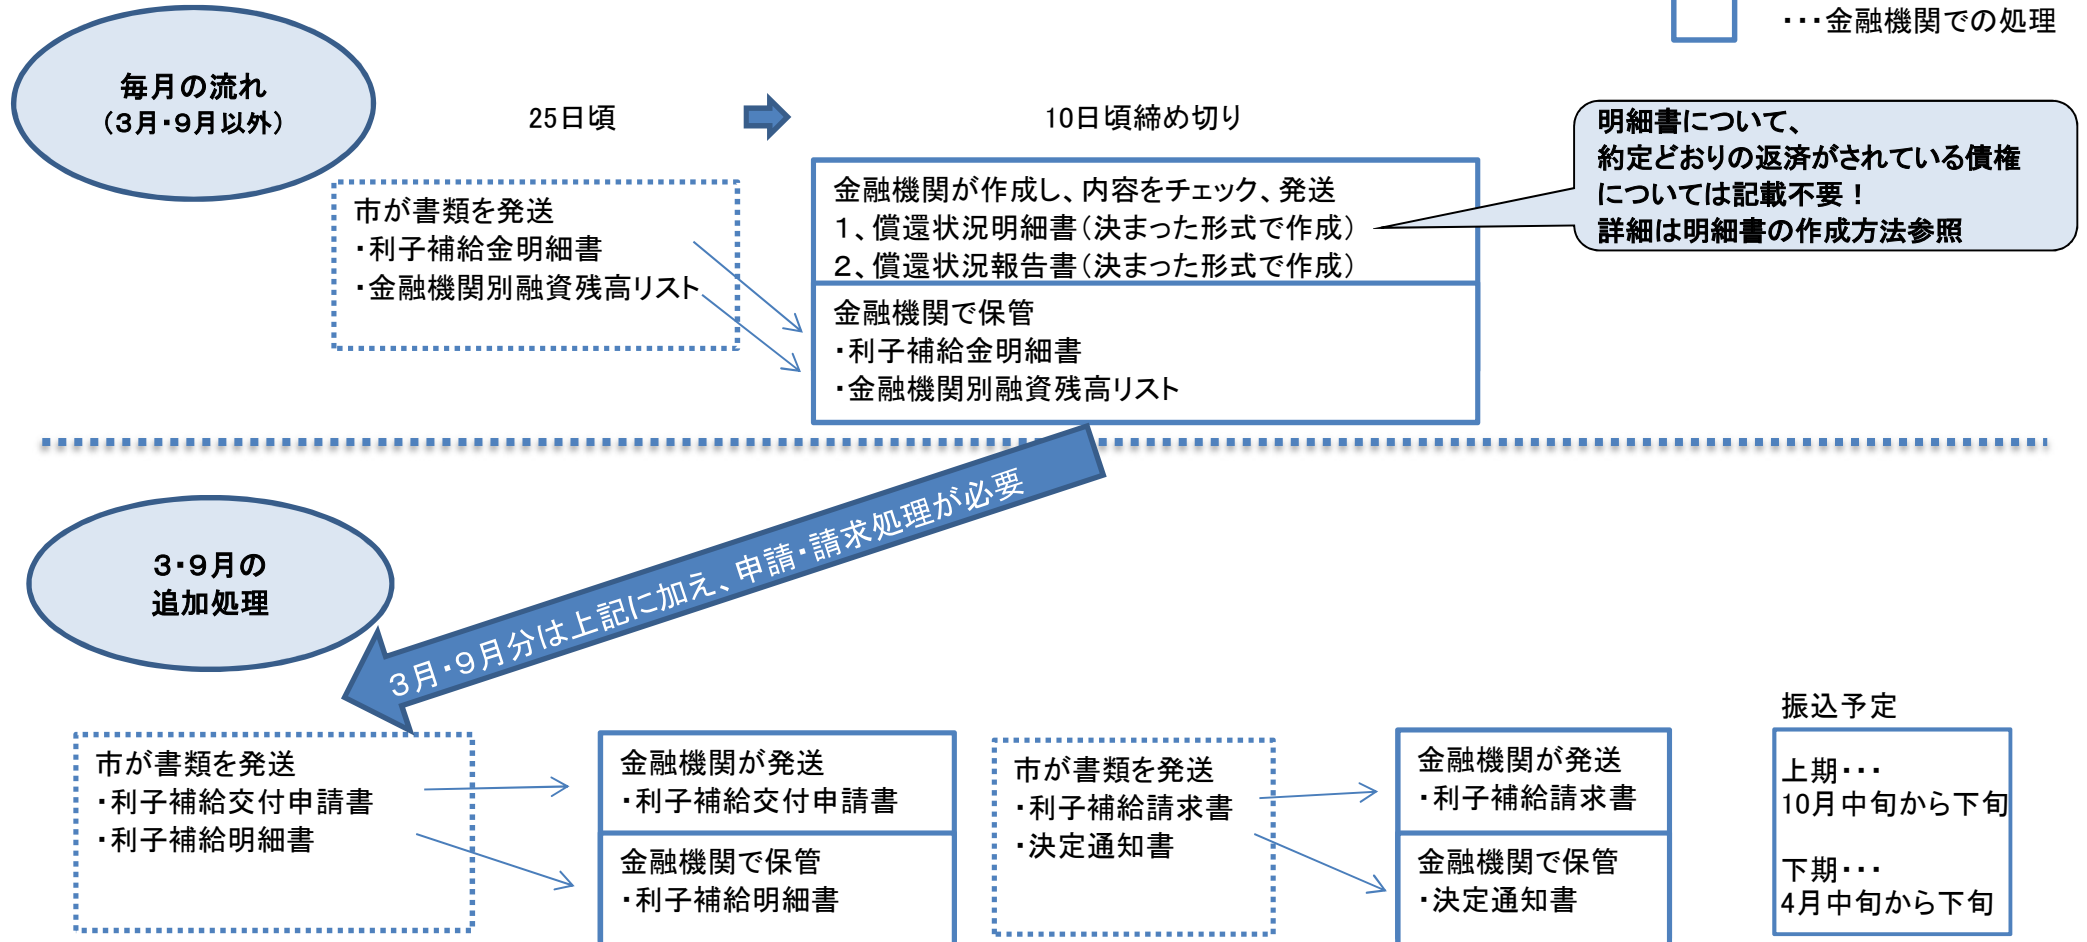 ・・・金融機関での処理
毎月の流れ
（３月・９月以外）
25日頃
10日頃締め切り
明細書について、
約定どおりの返済がされている債権
については記載不要！
詳細は明細書の作成方法参照
市が書類を発送
・利子補給金明細書
・金融機関別融資残高リスト
金融機関が作成し、内容をチェック、発送
１、償還状況明細書（決まった形式で作成）
２、償還状況報告書（決まった形式で作成）
金融機関で保管
・利子補給金明細書
・金融機関別融資残高リスト
３月・９月分は上記に加え、申請・請求処理が必要
３・９月の
追加処理
市が書類を発送
・利子補給交付申請書
・利子補給明細書
金融機関が発送
・利子補給交付申請書
金融機関で保管
・利子補給明細書
市が書類を発送
・利子補給請求書
・決定通知書
金融機関が発送
・利子補給請求書
金融機関で保管
・決定通知書
振込予定
上期・・・
10月中旬から下旬
下期・・・
4月中旬から下旬